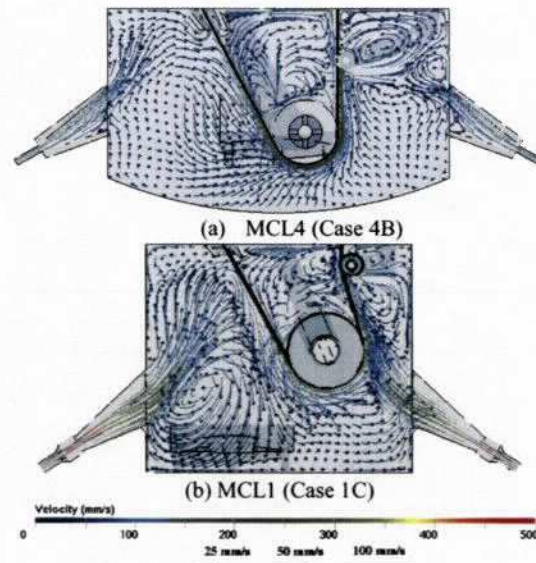 (a) MCL4 (Case 4B)
(b) MCL1 (Case 1C)
Velocity (mm/s)
0 100 200 300 400 500
25 mm/s 50 mm/s 100 mm/s